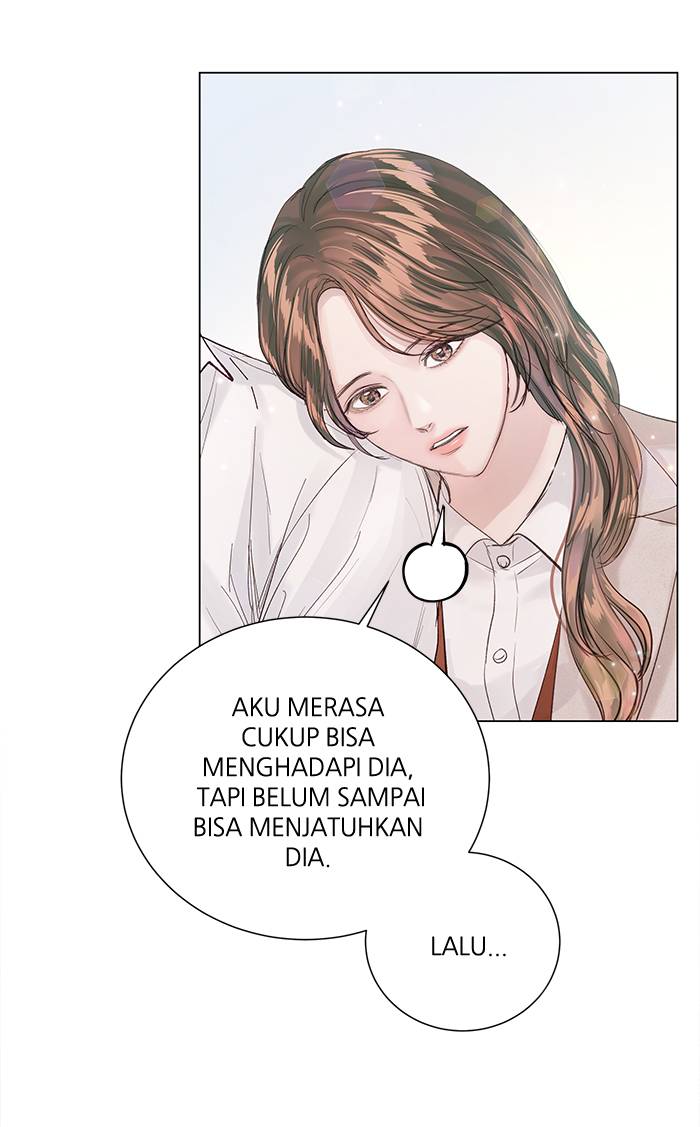 AKU MERASA
CUKUP BISA
MENGHADAPI DIA,
TAPI BELUM SAMPAI
BISA MENJATUHKAN
DIA.
LALU...